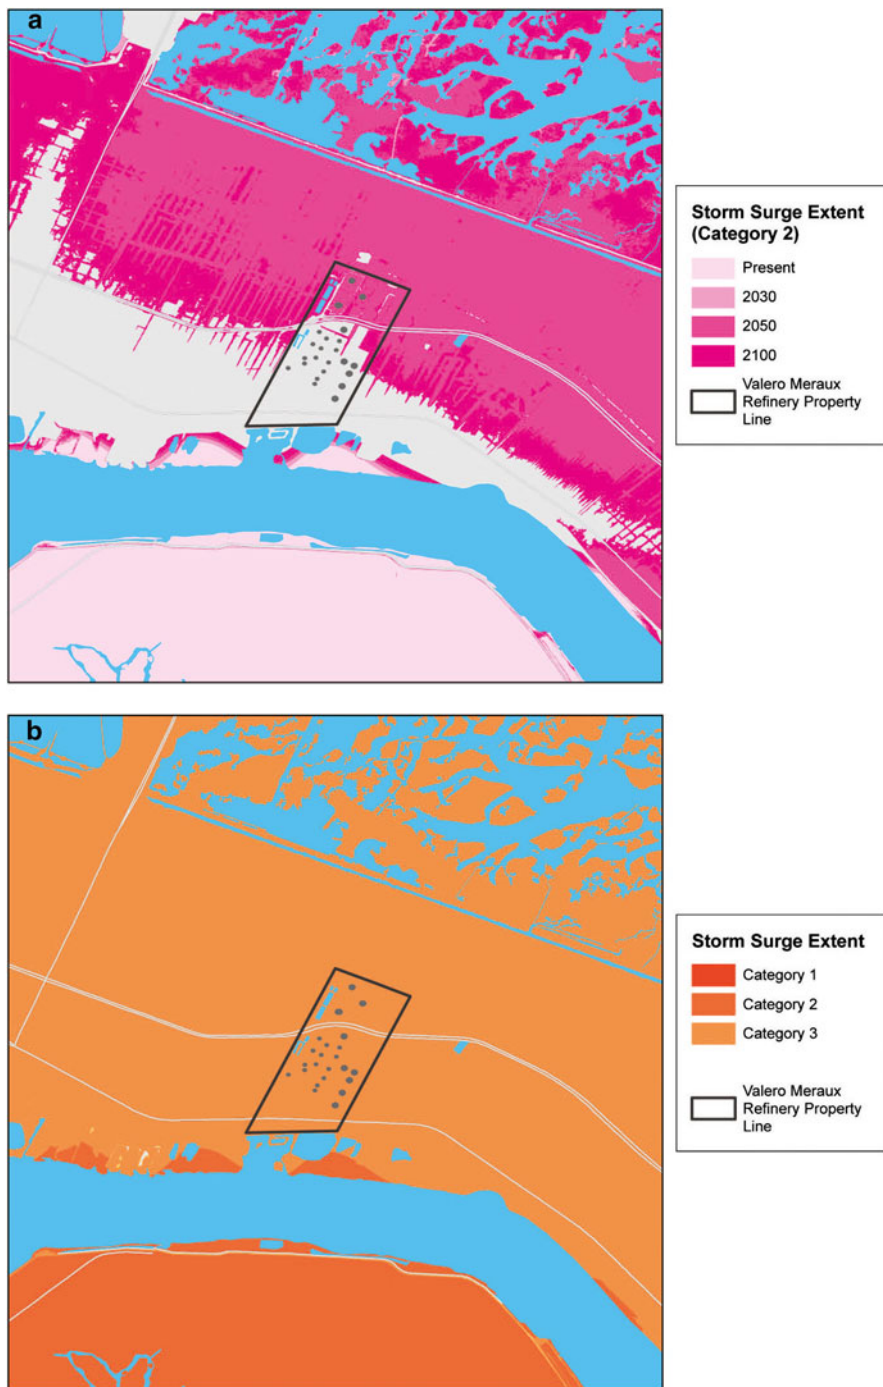 a
Storm Surge Extent
(Category 2)
Present
2030
2050
2100
Valero Meraux
Refinery Property
Line
b
Storm Surge Extent
Category 1
Category 2
Category 3
Valero Meraux
Refinery Property
Line